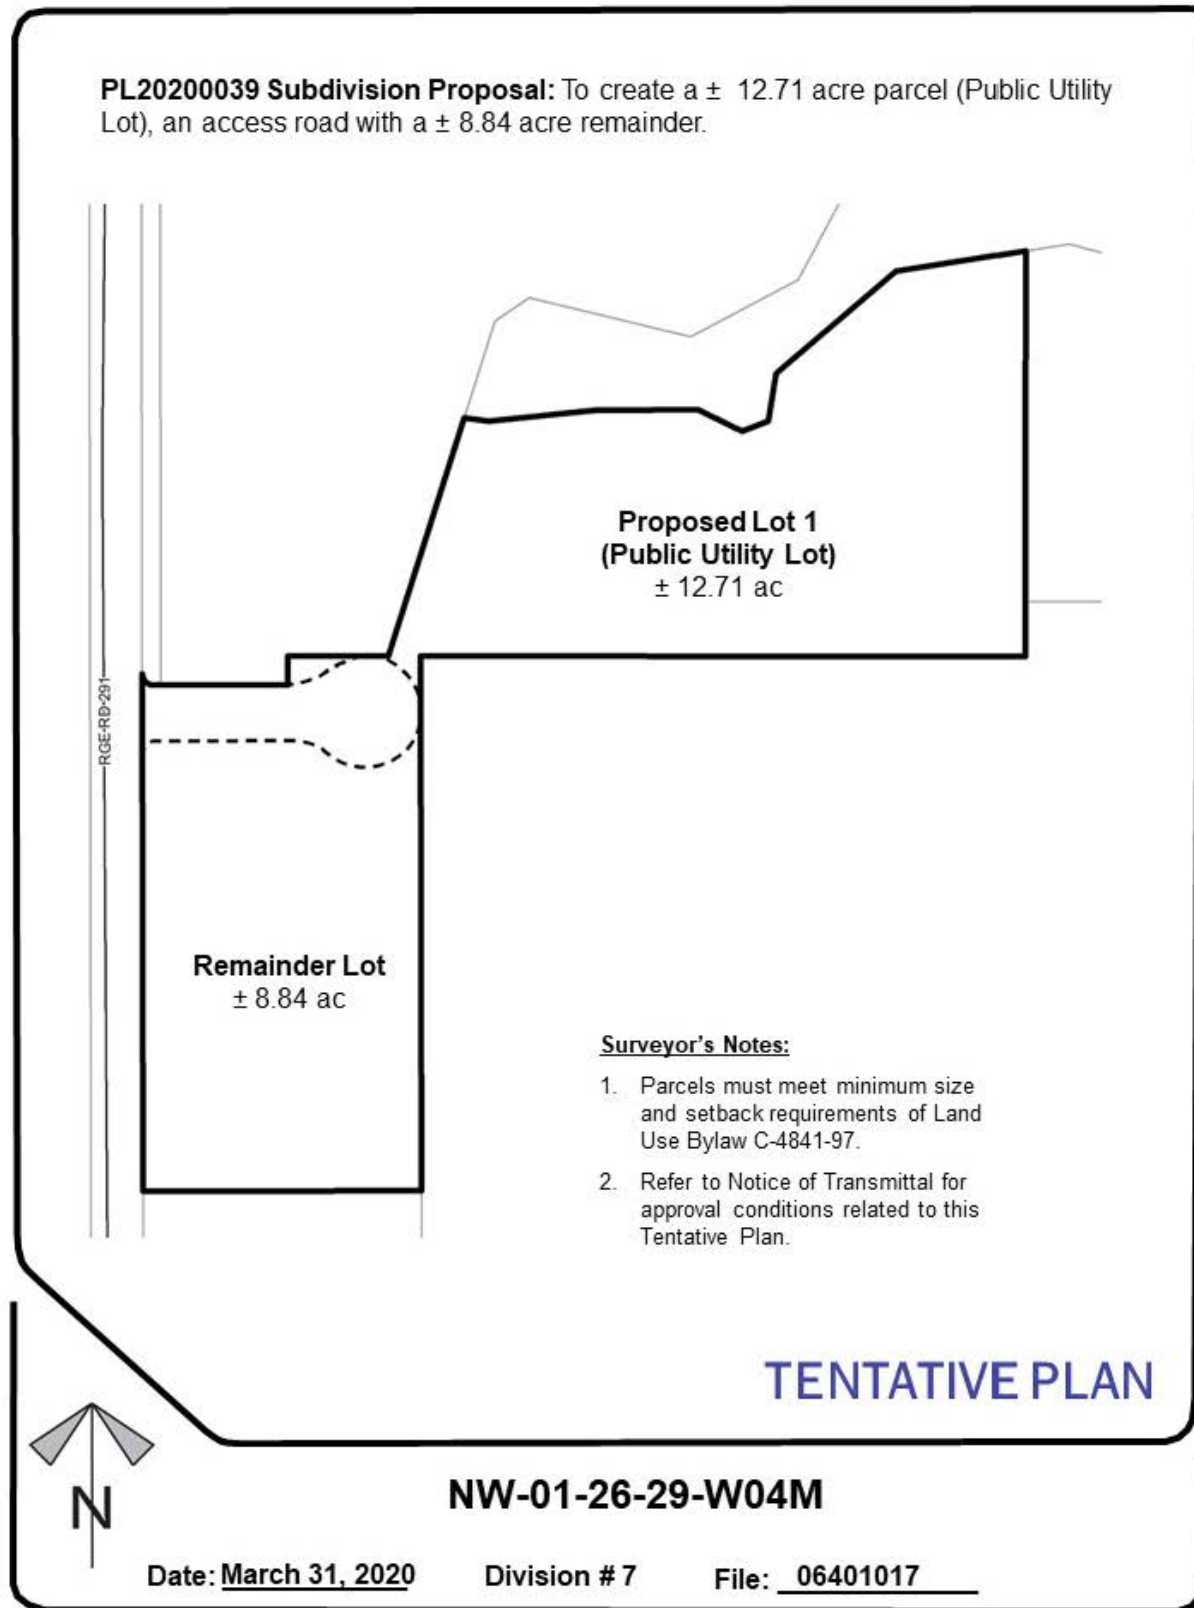 PL20200039 Subdivision Proposal: To create a ± 12.71 acre parcel (Public Utility
Lot), an access road with a ± 8.84 acre remainder.
Proposed Lot 1
(Public Utility Lot)
± 12.71 ac
RGE-RD-291
Remainder Lot
± 8.84 ac
Surveyor's Notes:
1. Parcels must meet minimum size
and setback requirements of Land
Use Bylaw C-4841-97.
2. Refer to Notice of Transmittal for
approval conditions related to this
Tentative Plan.
TENTATIVE PLAN
N
NW-01-26-29-W04M
Date: March 31, 2020 Division # 7 File: 06401017